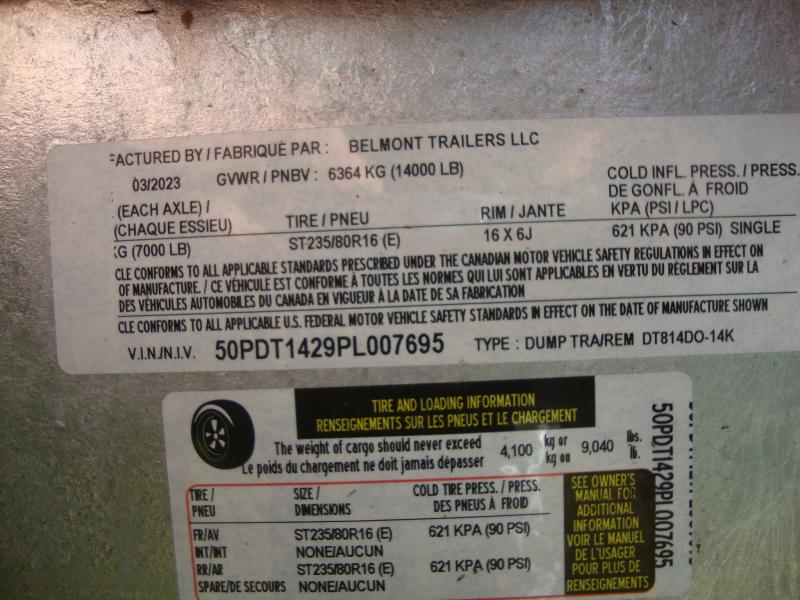 FACTURED BY / FABRIQUÉ PAR : BELMONT TRAILERS LLC
03/2023 GVWR / PNBV : 6364 KG (14000 LB)
COLD INFL. PRESS. / PRESS.
DE GONFL. À FROID
(EACH AXLE) / TIRE / PNEU RIM / JANTE KPA (PSI / LPC)
(CHAQUE ESSIEU)
KG (7000 LB) ST235/80R16 (E) 16 X 6J 621 KPA (90 PSI) SINGLE
CLE CONFORMS TO ALL APPLICABLE STANDARDS PRESCRIBED UNDER THE CANADIAN MOTOR VEHICLE SAFETY REGULATIONS IN EFFECT ON
OF MANUFACTURE. / CE VÉHICULE EST CONFORME À TOUTES LES NORMES QUI LUI SONT APPLICABLES EN VERTU DU RÈGLEMENT SUR LA
DES VÉHICULES AUTOMOBILES DU CANADA EN VIGUEUR À LA DATE DE SA FABRICATION
CLE CONFORMS TO ALL APPLICABLE U.S. FEDERAL MOTOR VEHICLE SAFETY STANDARDS IN EFFECT ON THE DATE OF MANUFACTURE SHOWN
V.I.N./N.I.V. 50PDT1429PL007695 TYPE : DUMP TRA/REM DT814DO-14K
TIRE AND LOADING INFORMATION
RENSEIGNEMENTS SUR LES PNEUS ET LE CHARGEMENT
The weight of cargo should never exceed 4,100 kg or 9,040 lbs.
Le poids du chargement ne doit jamais dépasser kg ou lb.
TIRE / SIZE / COLD TIRE PRESS. / PRESS.
PNEU DIMENSIONS DES PNEUS À FROID
FR/AV ST235/80R16 (E) 621 KPA (90 PSI)
INT/INT NONE/AUCUN
RR/AR ST235/80R16 (E) 621 KPA (90 PSI)
SPARE/DE SECOURS NONE/AUCUN
SEE OWNER'S
MANUAL FOR
ADDITIONAL
INFORMATION
VOIR LE MANUEL
DE L'USAGER
POUR PLUS DE
RENSEIGNEMENTS
50PDT1429PL007695